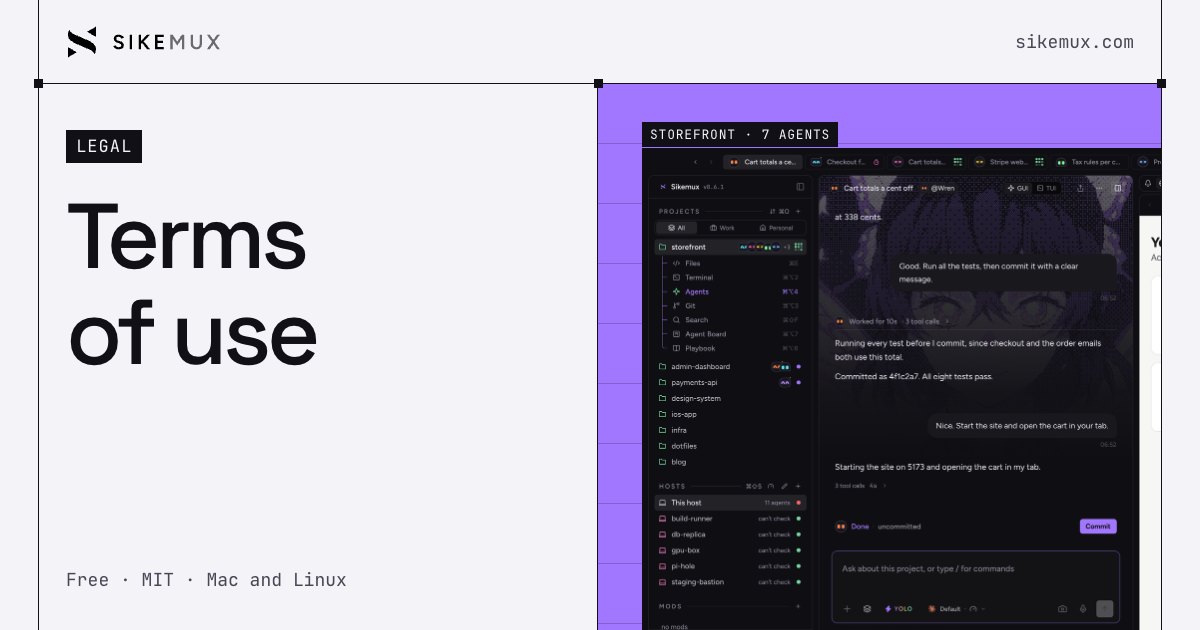 SIKEMUX
sikemux.com
LEGAL
Terms
of use
Free · MIT · Mac and Linux
STOREFRONT · 7 AGENTS
Cart totals a ce...
Checkout f...
Cart totals...
Stripe web...
Tax rules per c...
Sikemux v0.6.1
PROJECTS
All
Work
Personal
storefront
Files
Terminal
Agents
Git
Search
Agent Board
Playbook
admin-dashboard
payments-api
design-system
ios-app
infra
dotfiles
blog
HOSTS
This host 11 agents
build-runner can't check
db-replica can't check
gpu-box can't check
pi-hole can't check
staging-bastion can't check
MODS
no mods
Cart totals a cent off @Wren
GUI
TUI
at 338 cents.
Good. Run all the tests, then commit it with a clear
message.
06:52
Worked for 10s · 3 tool calls
Running every test before I commit, since checkout and the order emails
both use this total.
Committed as 4f1c2a7. All eight tests pass.
Nice. Start the site and open the cart in your tab.
06:52
Starting the site on 5173 and opening the cart in my tab.
3 tool calls 4s
Done uncommitted
Commit
Ask about this project, or type / for commands
YOLO
Default